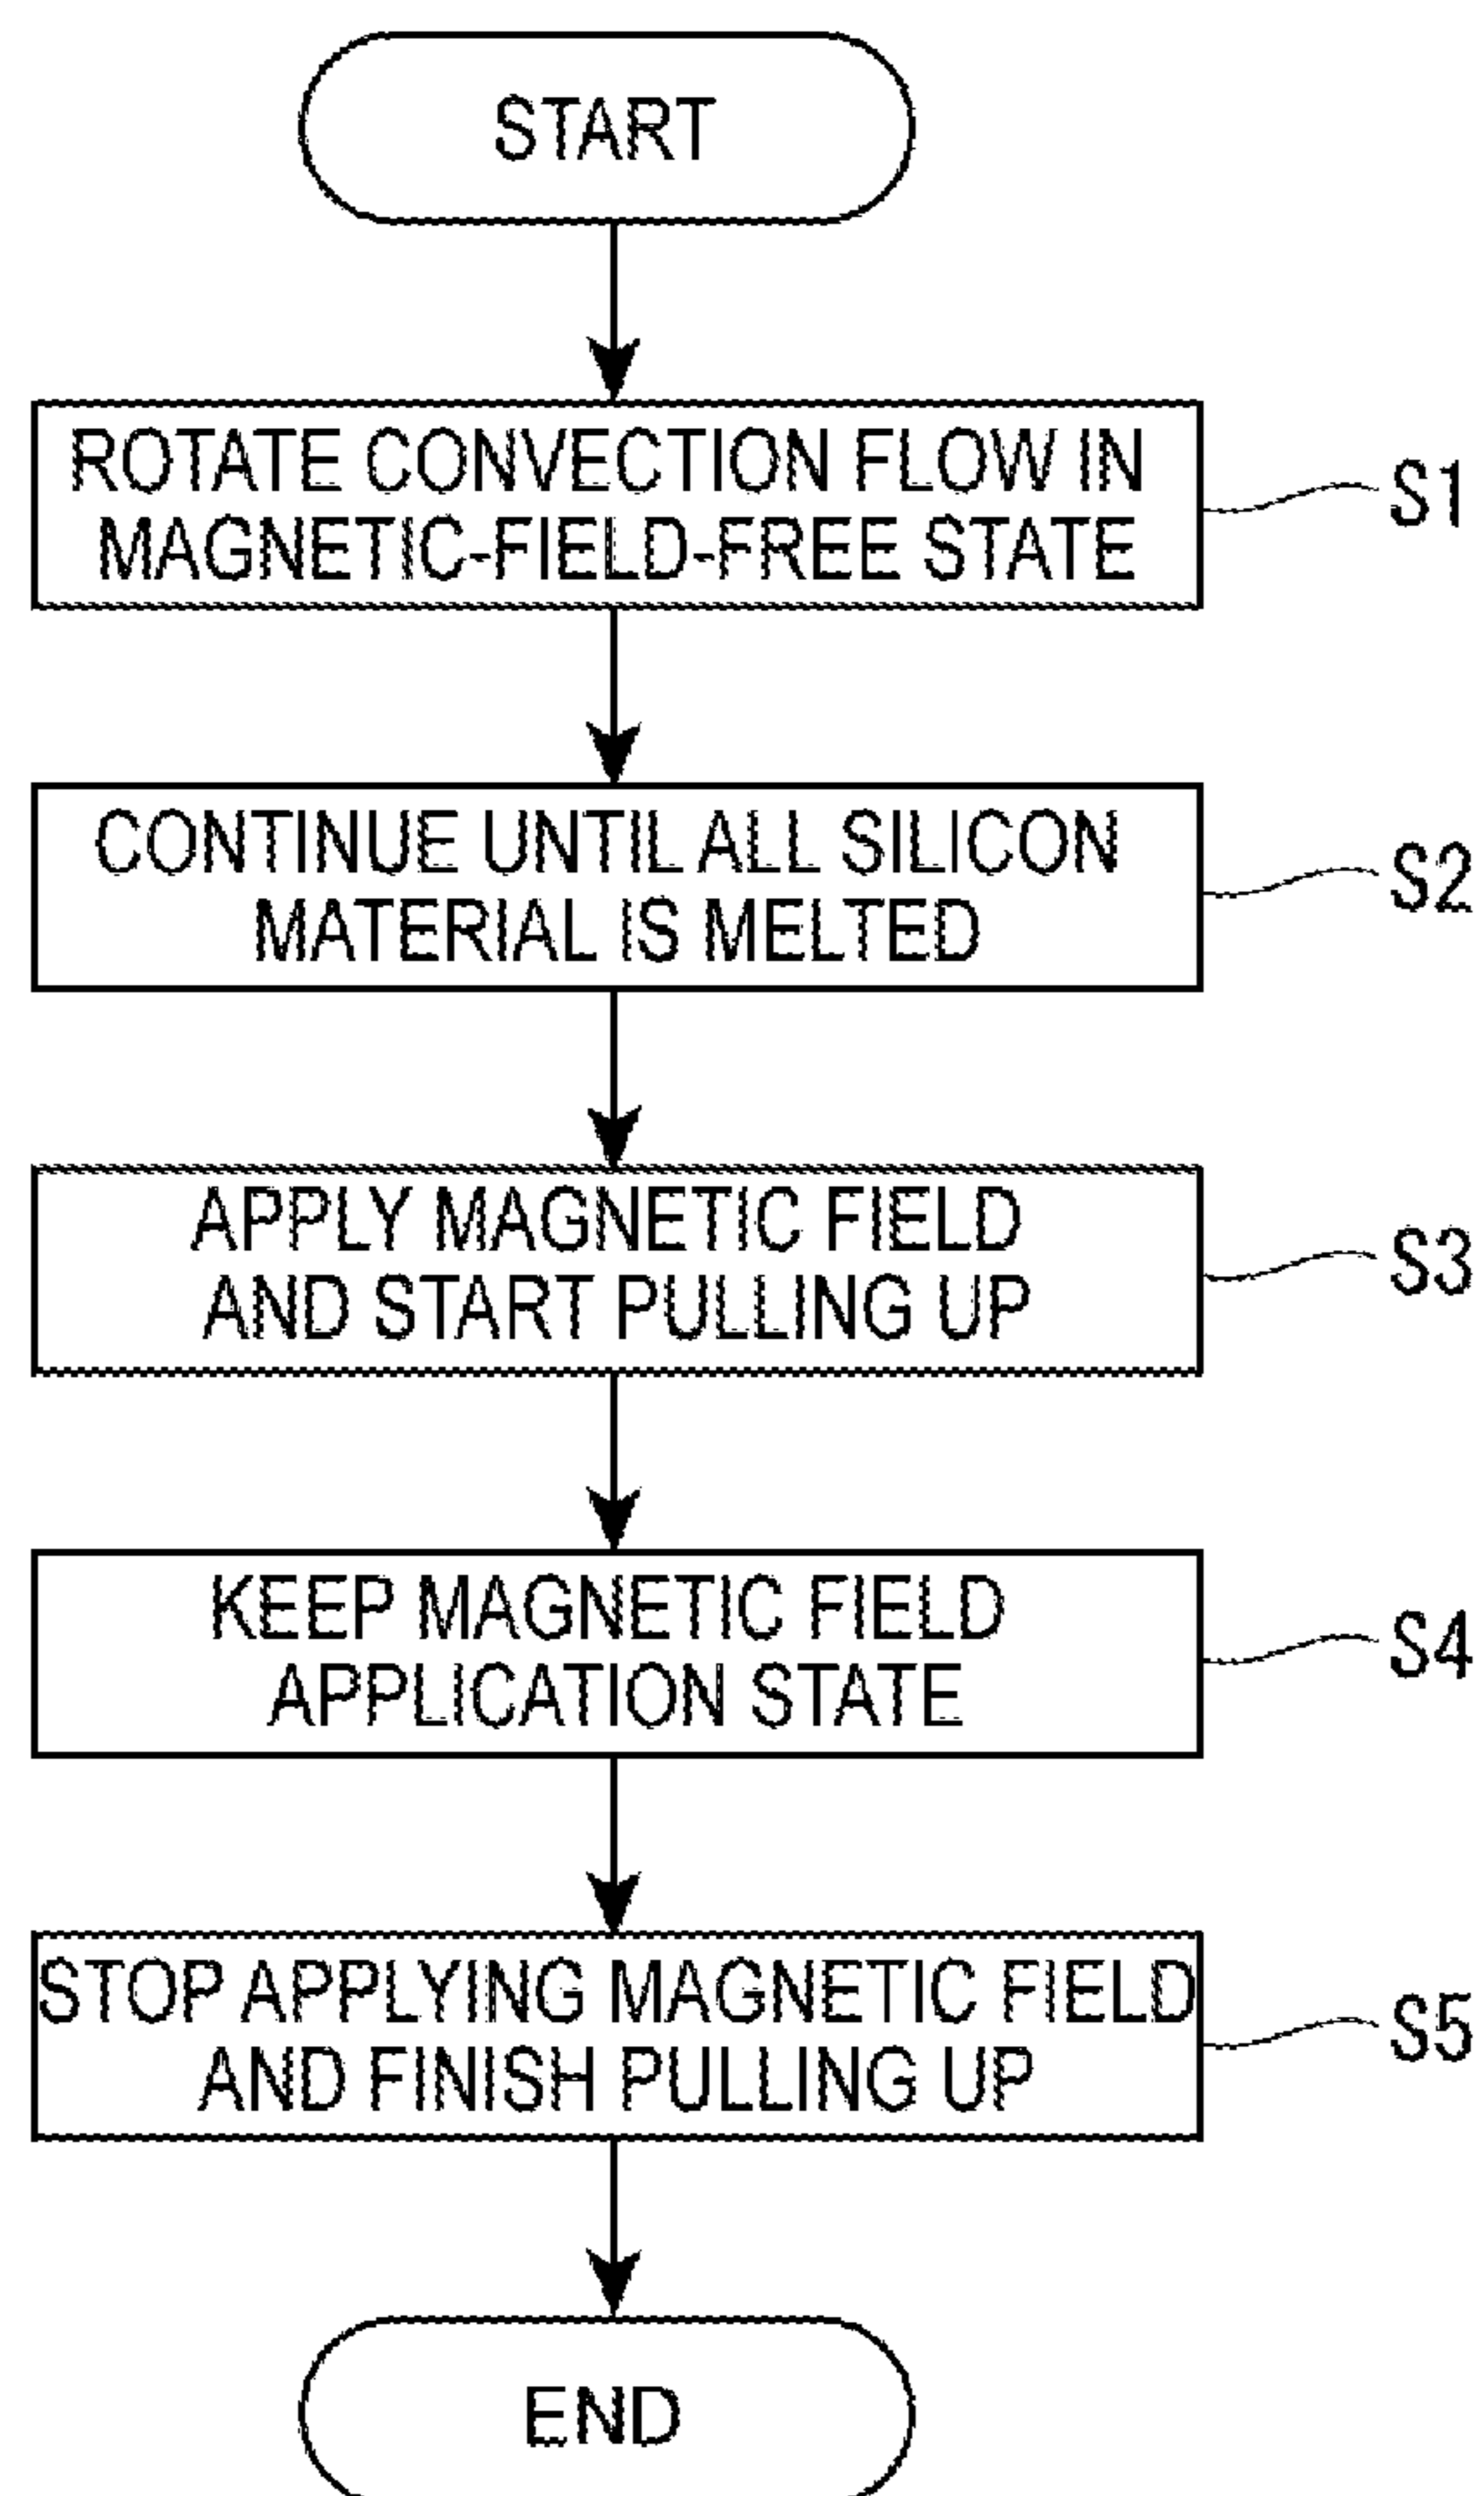 START
ROTATE CONVECTION FLOW IN
MAGNETIC-FIELD-FREE STATE
S1
CONTINUE UNTIL ALL SILICON
MATERIAL IS MELTED
S2
APPLY MAGNETIC FIELD
AND START PULLING UP
S3
KEEP MAGNETIC FIELD
APPLICATION STATE
S4
STOP APPLYING MAGNETIC FIELD
AND FINISH PULLING UP
S5
END